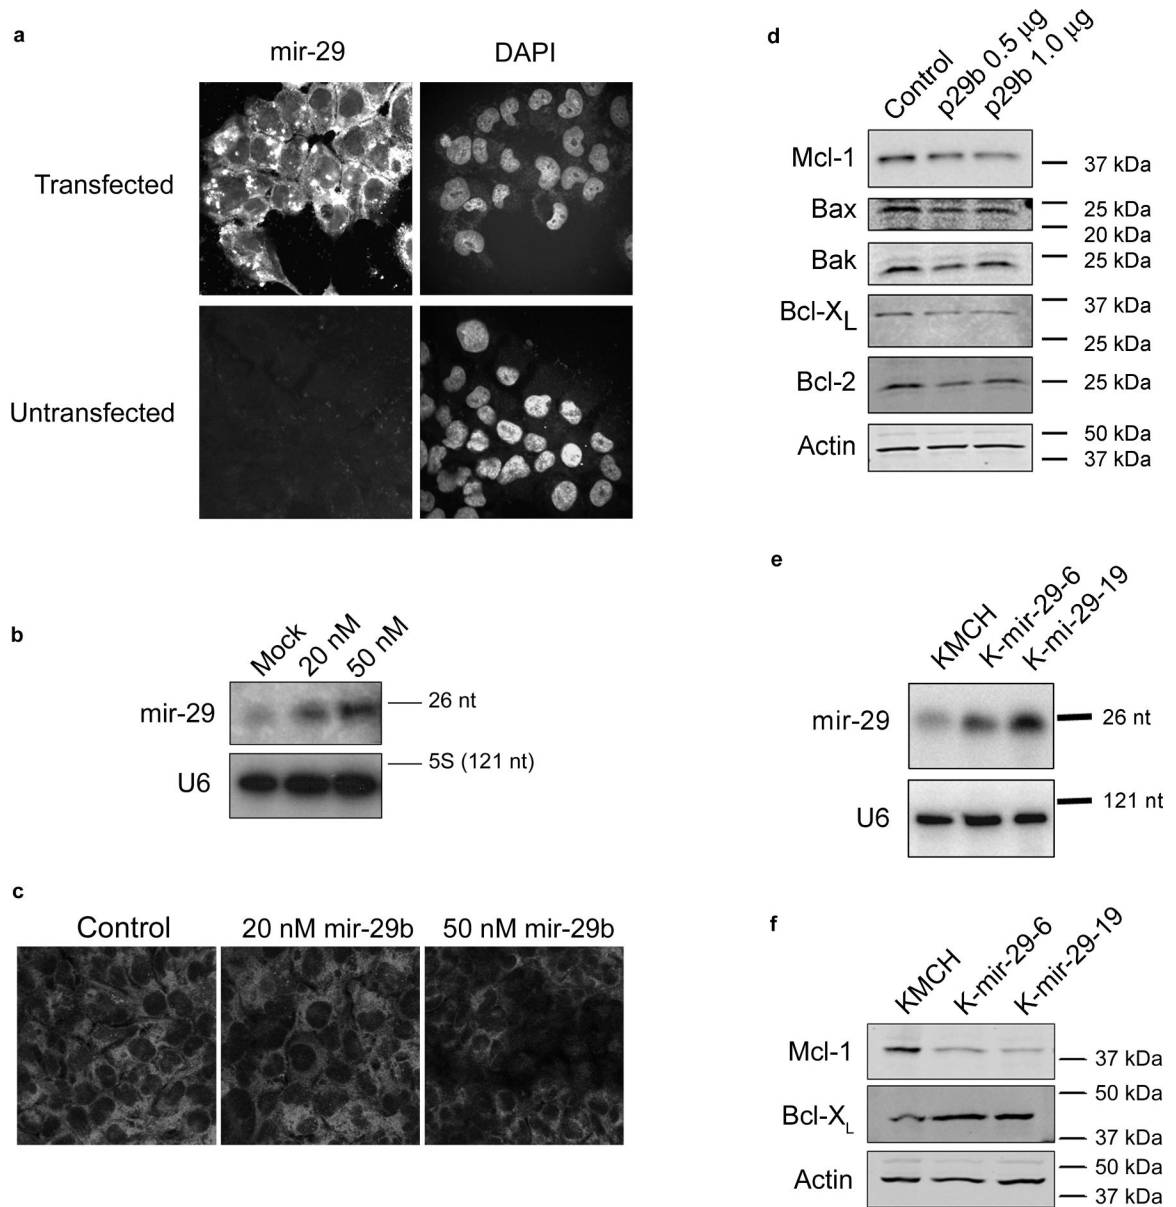 a
mir-29
DAPI
Transfected
Untransfected
b
Mock
20 nM
50 nM
mir-29
26 nt
U6
5S (121 nt)
c
Control
20 nM mir-29b
50 nM mir-29b
d
Control
p29b 0.5 µg
p29b 1.0 µg
Mcl-1
37 kDa
Bax
25 kDa
20 kDa
Bak
25 kDa
Bcl-XL
37 kDa
25 kDa
Bcl-2
25 kDa
Actin
50 kDa
37 kDa
e
KMCH
K-mir-29-6
K-mi-29-19
mir-29
26 nt
U6
121 nt
f
KMCH
K-mir-29-6
K-mir-29-19
Mcl-1
37 kDa
Bcl-XL
50 kDa
37 kDa
Actin
50 kDa
37 kDa